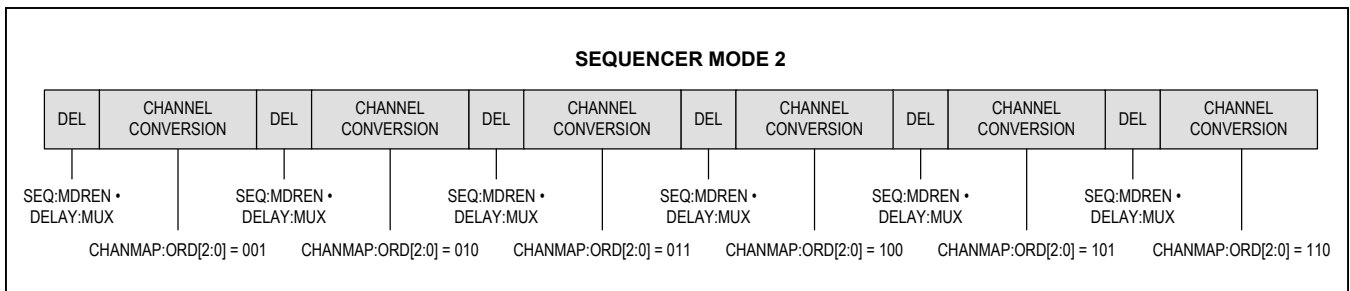 SEQUENCER MODE 2
DEL CHANNEL CONVERSION DEL CHANNEL CONVERSION DEL CHANNEL CONVERSION DEL CHANNEL CONVERSION DEL CHANNEL CONVERSION DEL CHANNEL CONVERSION
SEQ:MDREN • SEQ:MDREN • SEQ:MDREN • SEQ:MDREN • SEQ:MDREN • SEQ:MDREN •
DELAY:MUX DELAY:MUX DELAY:MUX DELAY:MUX DELAY:MUX DELAY:MUX
CHANMAP:ORD[2:0] = 001 CHANMAP:ORD[2:0] = 010 CHANMAP:ORD[2:0] = 011 CHANMAP:ORD[2:0] = 100 CHANMAP:ORD[2:0] = 101 CHANMAP:ORD[2:0] = 110